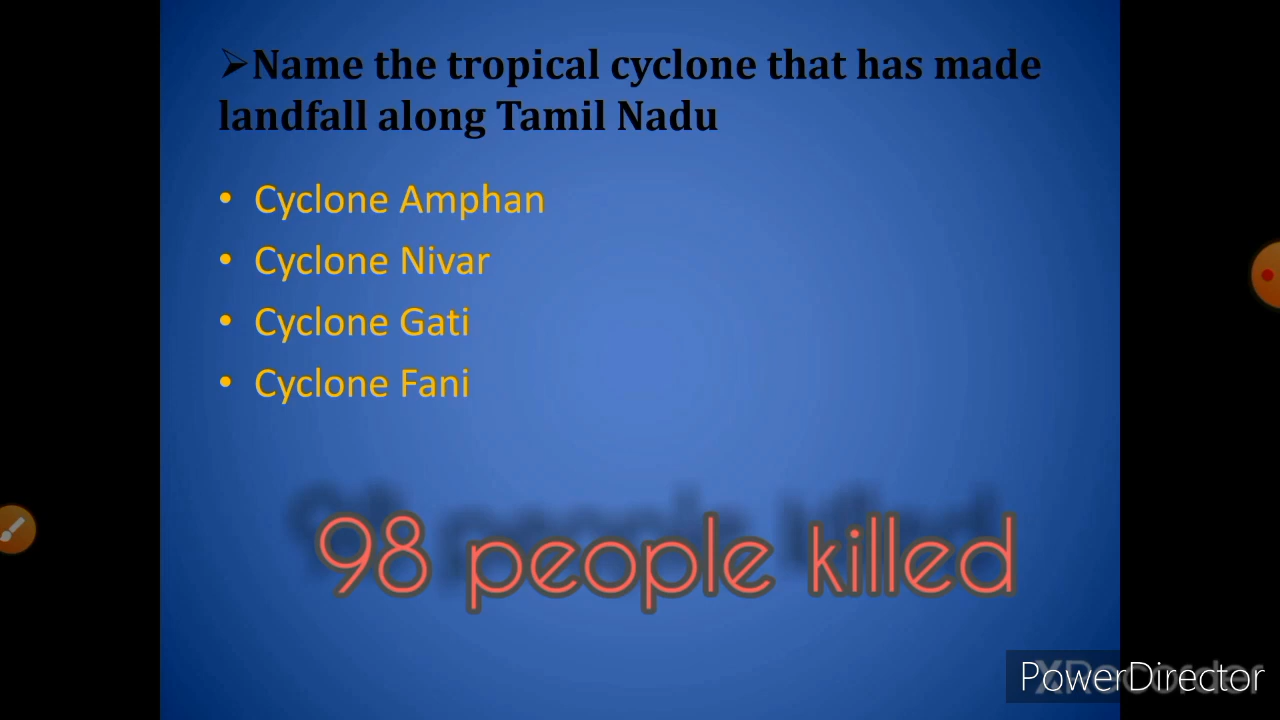 ➢Name the tropical cyclone that has made
landfall along Tamil Nadu
• Cyclone Amphan
• Cyclone Nivar
• Cyclone Gati
• Cyclone Fani
98 people killed
PowerDirector
XRecorder